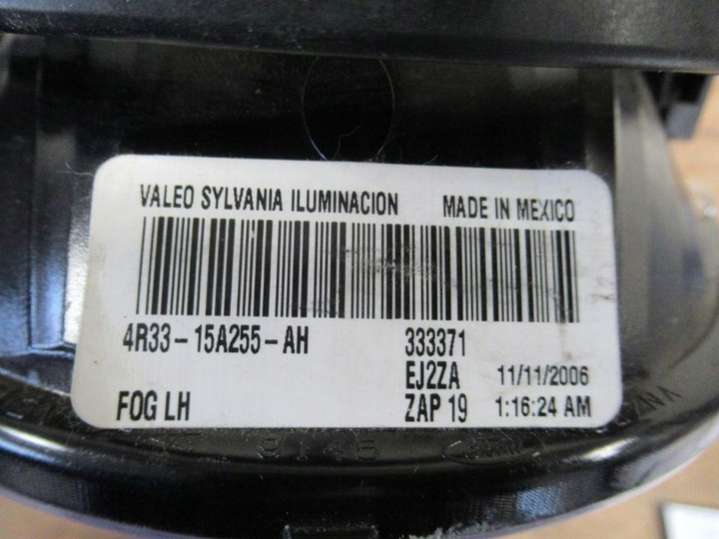 VALEO SYLVANIA ILUMINACION MADE IN MEXICO
4R33-15A255-AH 333371
EJ2ZA 11/11/2006
FOG LH ZAP 19 1:16:24 AM